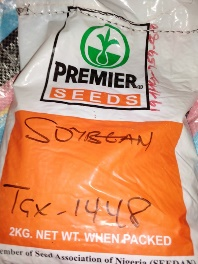 PREMIER
SEEDS
SOYBEAN
TGX-1448
2KG. NET WT. WHEN PACKED
ember of Seed Association of Nigeria (SEEDAN)